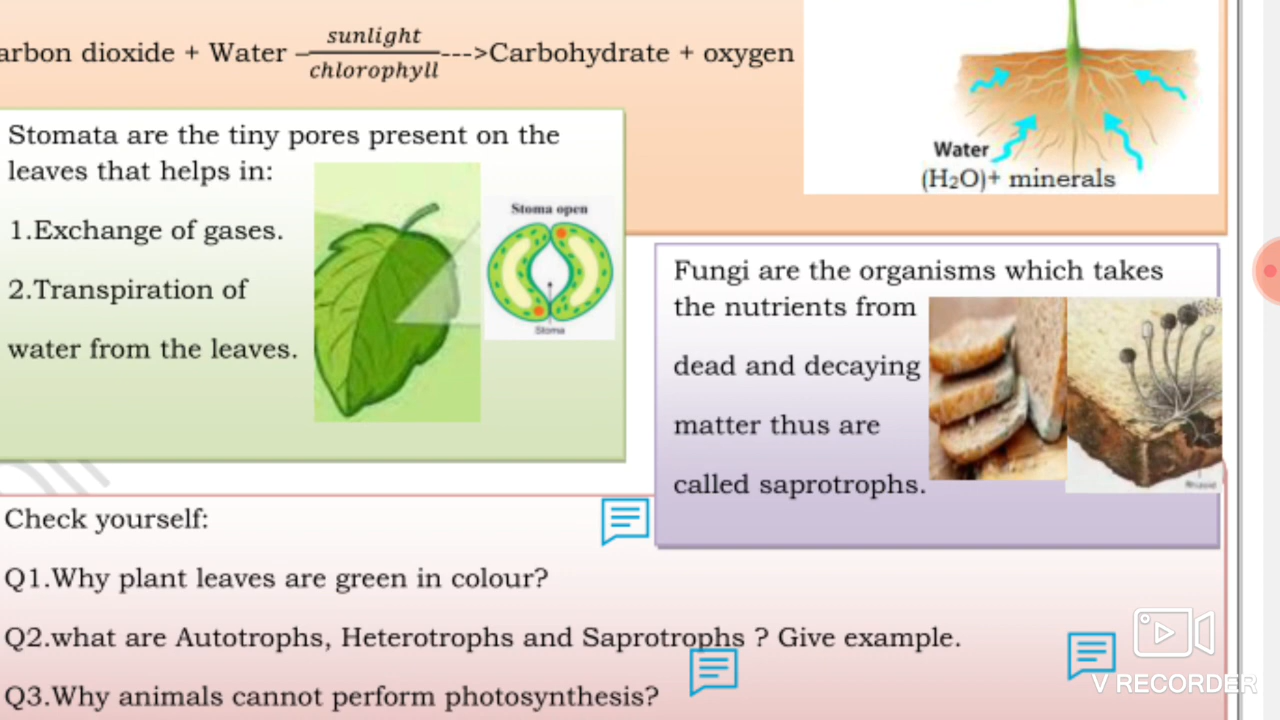 arbon dioxide + Water –sunlight/chlorophyll--->Carbohydrate + oxygen
Water
(H₂O)+ minerals
Stomata are the tiny pores present on the
leaves that helps in:
1.Exchange of gases.
2.Transpiration of
water from the leaves.
Stoma open
Stoma
Fungi are the organisms which takes
the nutrients from
dead and decaying
matter thus are
called saprotrophs.
Rhizoid
Check yourself:
Q1.Why plant leaves are green in colour?
Q2.what are Autotrophs, Heterotrophs and Saprotrophs ? Give example.
Q3.Why animals cannot perform photosynthesis?
V RECORDER